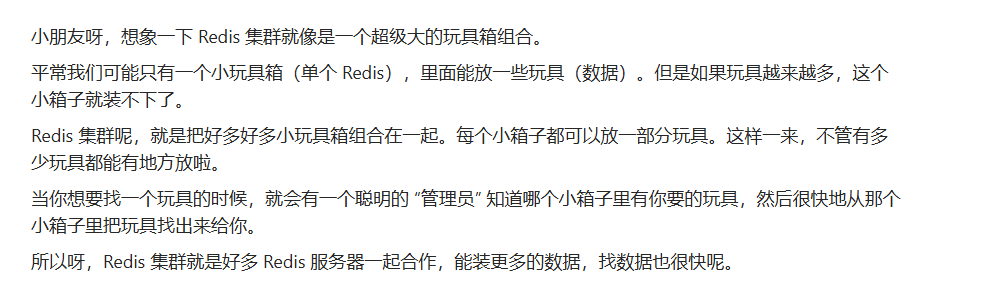 小朋友呀，想象一下 Redis 集群就像是一个超级大的玩具箱组合。
平常我们可能只有一个小玩具箱（单个 Redis），里面能放一些玩具（数据）。但是如果玩具越来越多，这个
小箱子就装不下了。
Redis 集群呢，就是把好多好多小玩具箱组合在一起。每个小箱子都可以放一部分玩具。这样一来，不管有多
少玩具都能有地方放啦。
当你想要找一个玩具的时候，就会有一个聪明的 “管理员” 知道哪个小箱子里有你要的玩具，然后很快地从那个
小箱子里把玩具找出来给你。
所以呀，Redis 集群就是好多 Redis 服务器一起合作，能装更多的数据，找数据也很快呢。